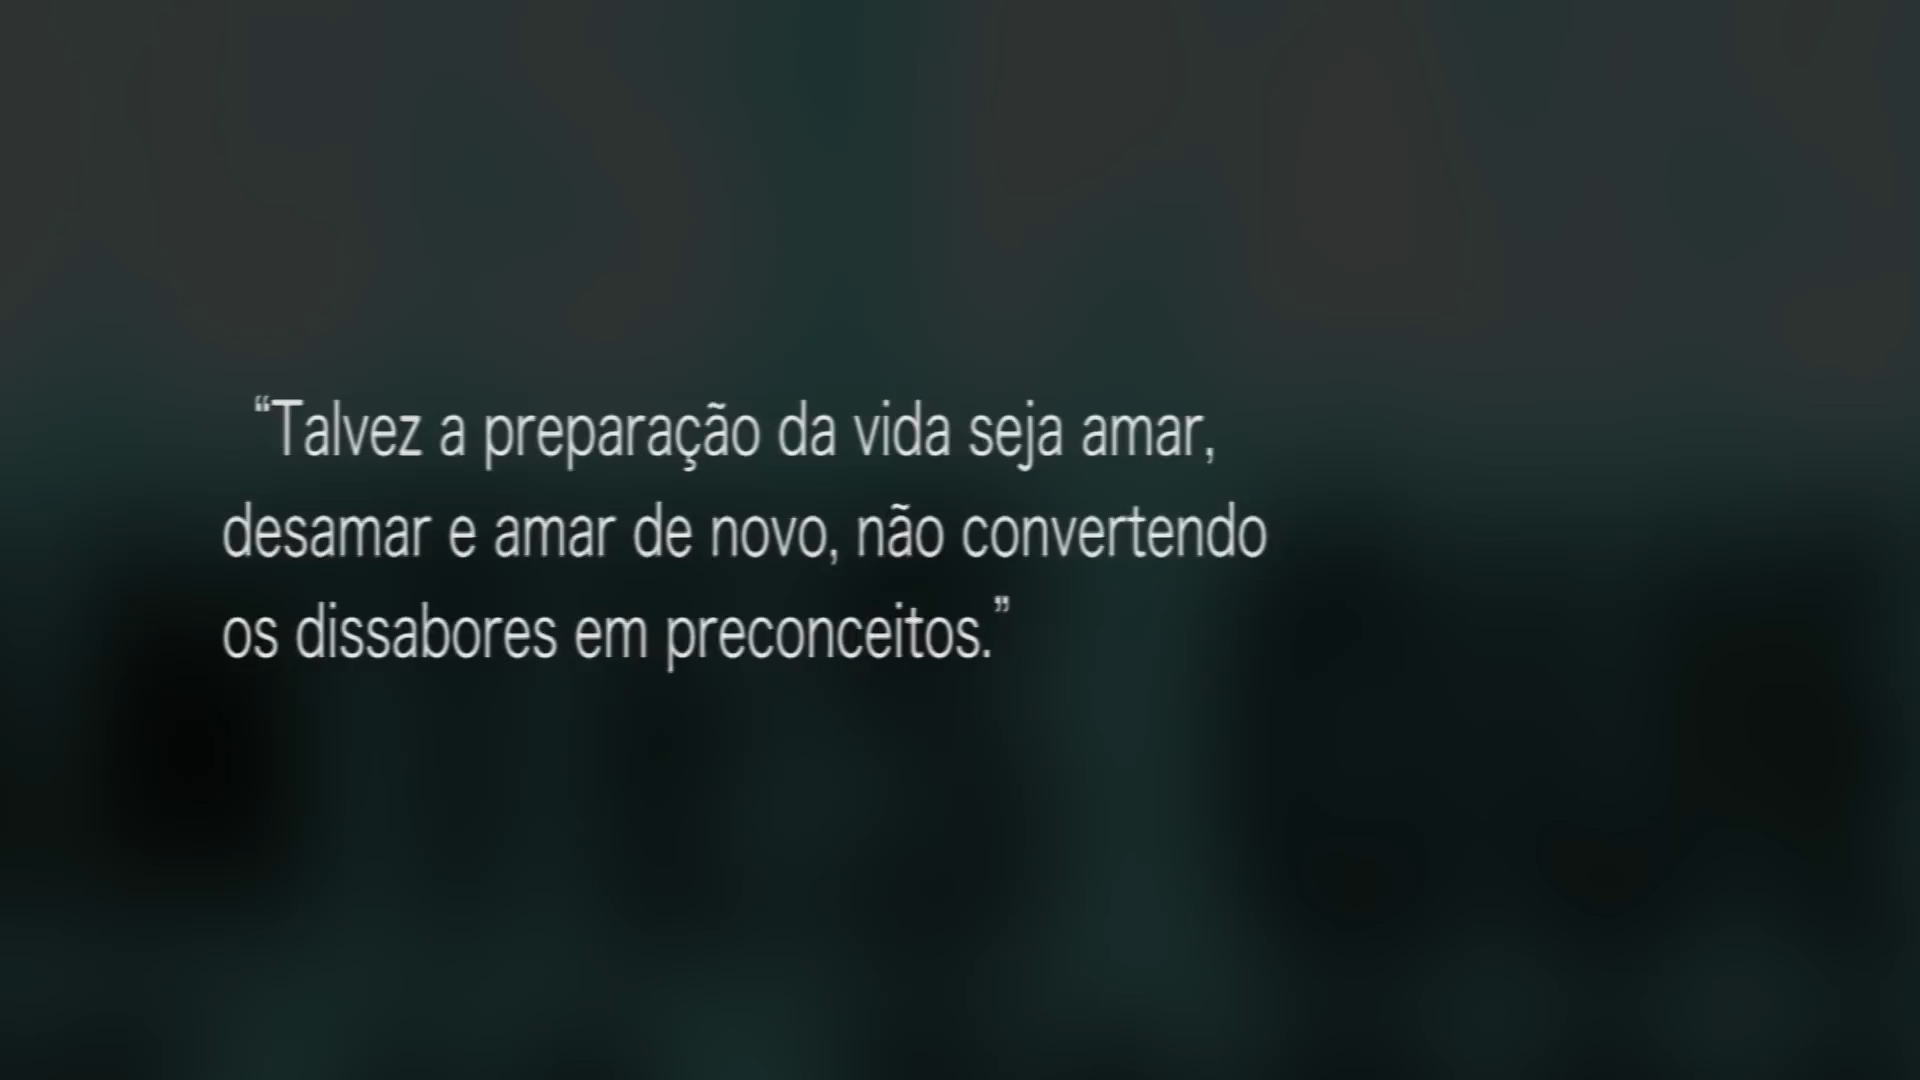 “Talvez a preparação da vida seja amar,
desamar e amar de novo, não convertendo
os dissabores em preconceitos.”